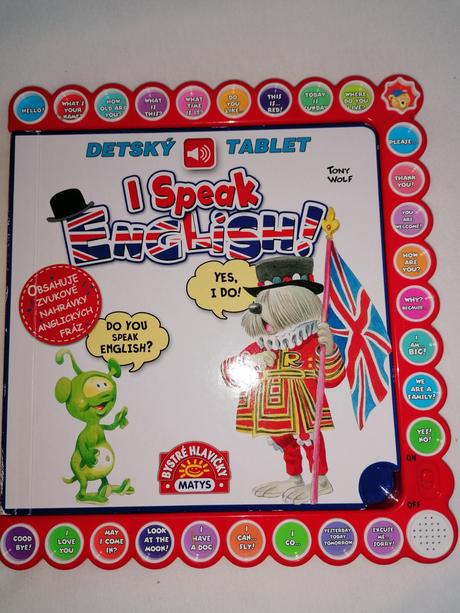 HELLO!
WHAT'S
YOUR
NAME?
HOW
OLD ARE
YOU?
WHAT
IS
THIS?
WHAT
TIME
IS IT?
DO
YOU
LIKE...
THIS
IS...
RED!
TODAY
IS
SUNDAY
WHERE
DO YOU
LIVE?
PLEASE...
THANK
YOU!
YOU
ARE
WELCOME!
HOW
ARE
YOU?
WHY?
BECAUSE...
I
AM...
BIG!
WE
ARE A
FAMILY!
YES!
NO!
ON
OFF
DETSKÝ TABLET
TONY
WOLF
I Speak
ENGLISH!
OBSAHUJE
ZVUKOVÉ
NAHRÁVKY
ANGLICKÝCH
FRÁZ
YES,
I DO!
DO YOU
SPEAK
ENGLISH?
BYSTRÉ HLAVIČKY
MATYS
GOOD
BYE!
I
LOVE
YOU
MAY
I COME
IN?
LOOK
AT THE
MOON!
I
HAVE
A DOG
I
CAN...
FLY!
I
GO...
YESTERDAY
TODAY
TOMORROW
EXCUSE
ME...
SORRY!